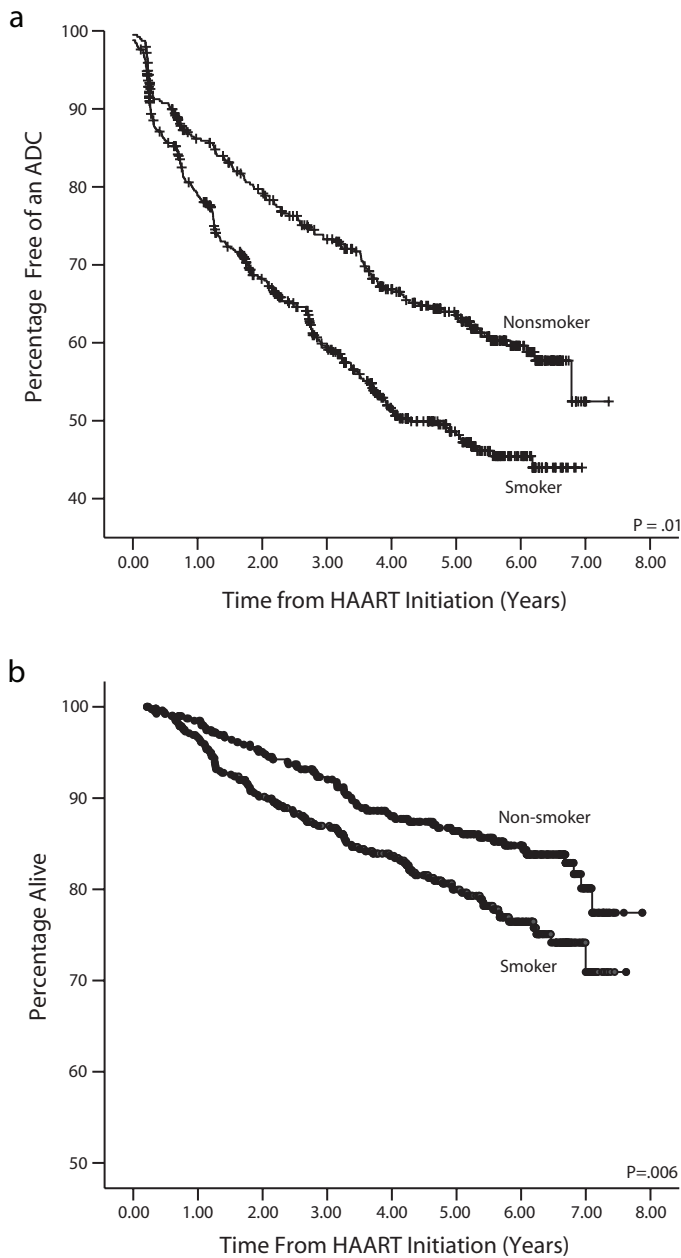 a
100
90
80
70
60
50
40
Percentage Free of an ADC
Nonsmoker
Smoker
P = .01
0.00 1.00 2.00 3.00 4.00 5.00 6.00 7.00 8.00
Time from HAART Initiation (Years)
b
100
90
80
70
60
50
Percentage Alive
Non-smoker
Smoker
P=.006
0.00 1.00 2.00 3.00 4.00 5.00 6.00 7.00 8.00
Time From HAART Initiation (Years)